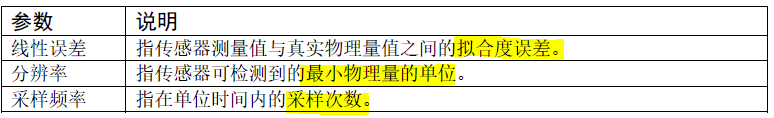 参数 说明
线性误差 指传感器测量值与真实物理量值之间的拟合度误差。
分辨率 指传感器可检测到的最小物理量的单位。
采样频率 指在单位时间内的采样次数。